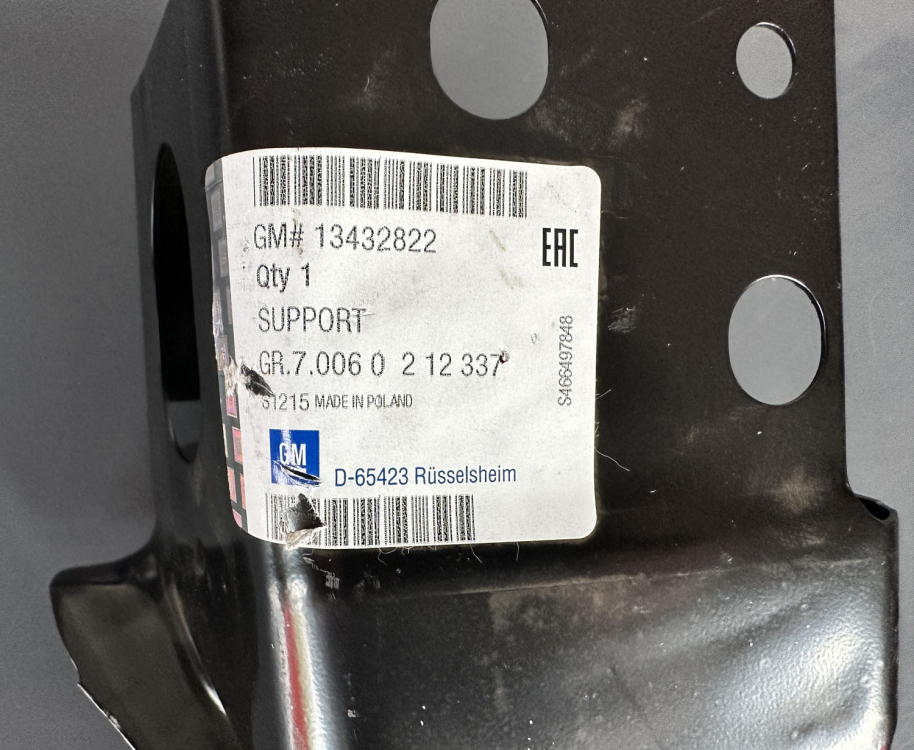 GM# 13432822
EAC
Qty 1
SUPPORT
GR.7.006 0 2 12 337
S1215 MADE IN POLAND
S466497848
GM
D-65423 Rüsselsheim